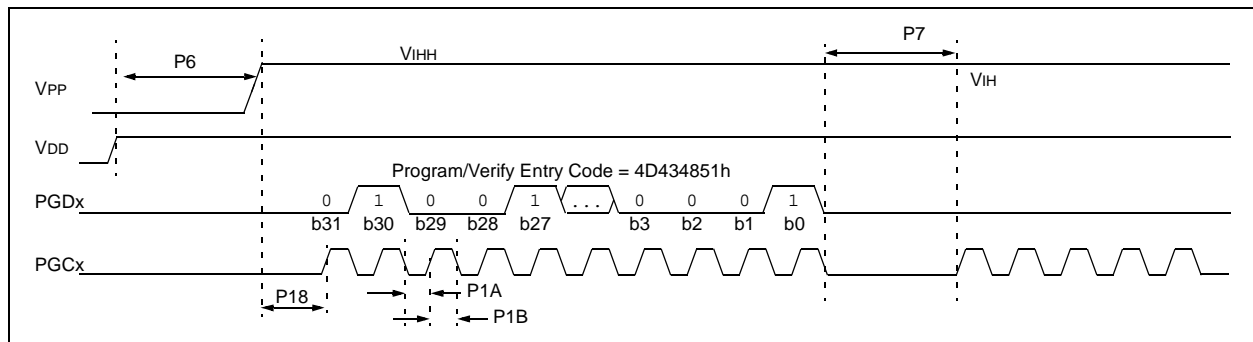 P6
VIHH
P7
VPP
VIH
VDD
Program/Verify Entry Code = 4D434851h
PGDx
0 1 0 0 1 ... 0 0 0 1
b31 b30 b29 b28 b27 b3 b2 b1 b0
PGCx
P18
P1A
P1B